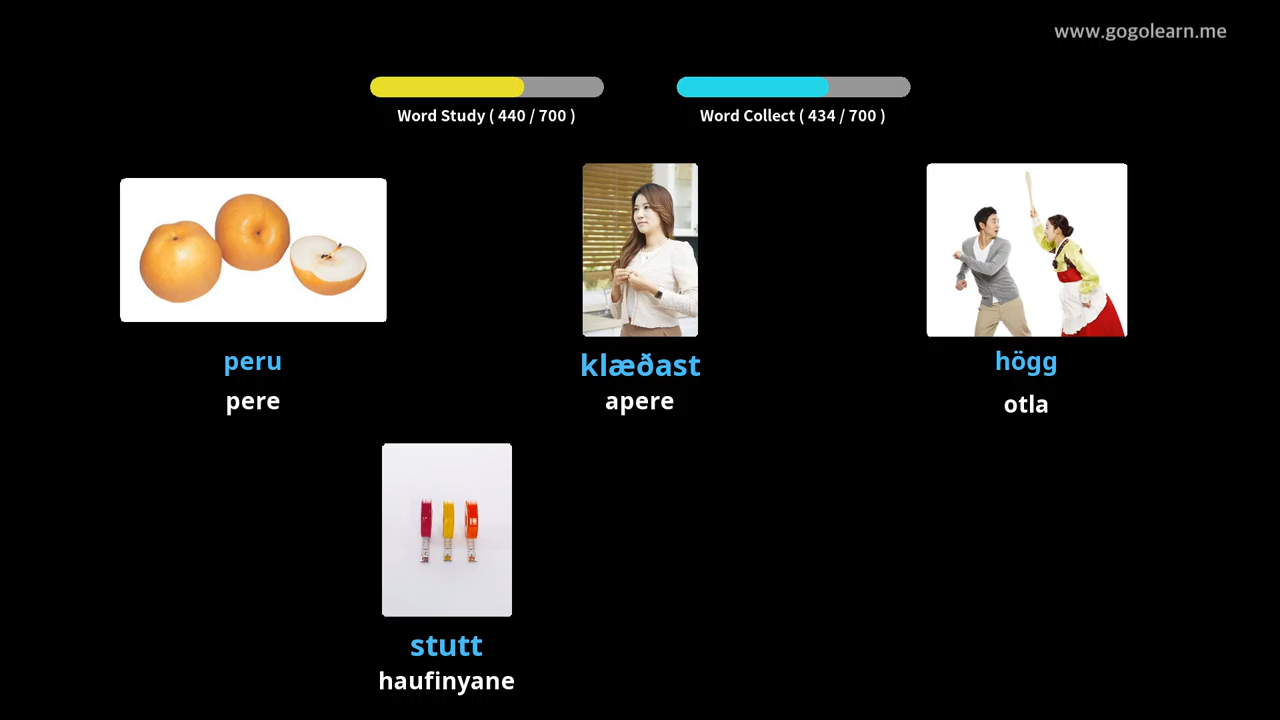 www.gogolearn.me
Word Study ( 440 / 700 )
Word Collect ( 434 / 700 )
peru
pere
klæðast
apere
högg
otla
stutt
haufinyane